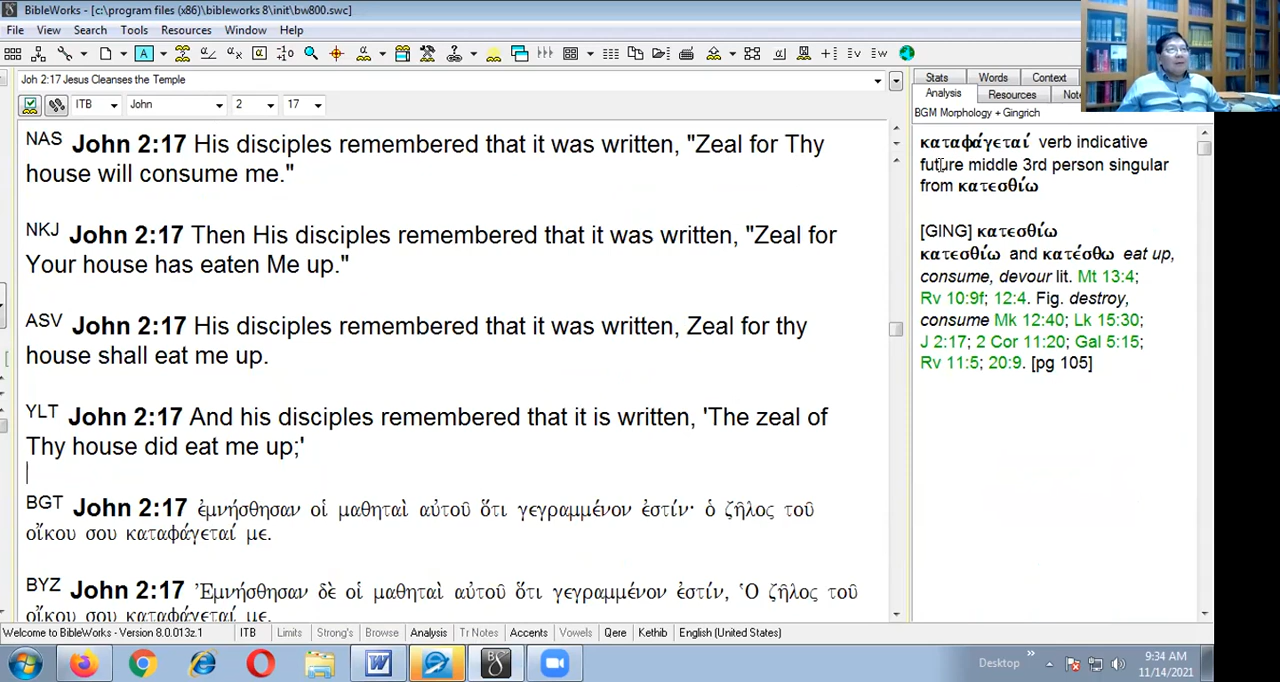 BibleWorks - [c:\program files (x86)\bibleworks 8\init\bw800.swc]
File View Search Tools Resources Window Help
Joh 2:17 Jesus Cleanses the Temple
ITB John 2 17
NAS John 2:17 His disciples remembered that it was written, "Zeal for Thy
house will consume me."
NKJ John 2:17 Then His disciples remembered that it was written, "Zeal for
Your house has eaten Me up."
ASV John 2:17 His disciples remembered that it was written, Zeal for thy
house shall eat me up.
YLT John 2:17 And his disciples remembered that it is written, 'The zeal of
Thy house did eat me up;'
BGT John 2:17 ἐμνήσθησαν οἱ μαθηταὶ αὐτοῦ ὅτι γεγραμμένον ἐστίν· ὁ ζῆλος τοῦ
οἴκου σου καταφάγεταί με.
BYZ John 2:17 Ἐμνήσθησαν δὲ οἱ μαθηταὶ αὐτοῦ ὅτι γεγραμμένον ἐστίν, Ὁ ζῆλος τοῦ
οἴκου σου καταφάγεταί με.
Stats Words Context
Analysis Resources
BGM Morphology + Gingrich
καταφάγεταί verb indicative
future middle 3rd person singular
from κατεσθίω
[GING] κατεσθίω
κατεσθίω and κατέσθω eat up,
consume, devour lit. Mt 13:4;
Rv 10:9f; 12:4. Fig. destroy,
consume Mk 12:40; Lk 15:30;
J 2:17; 2 Cor 11:20; Gal 5:15;
Rv 11:5; 20:9. [pg 105]
Welcome to BibleWorks - Version 8.0.013z.1 ITB Limits Strong's Browse Analysis Tr Notes Accents Vowels Qere Kethib English (United States)
Desktop 9:34 AM
11/14/2021